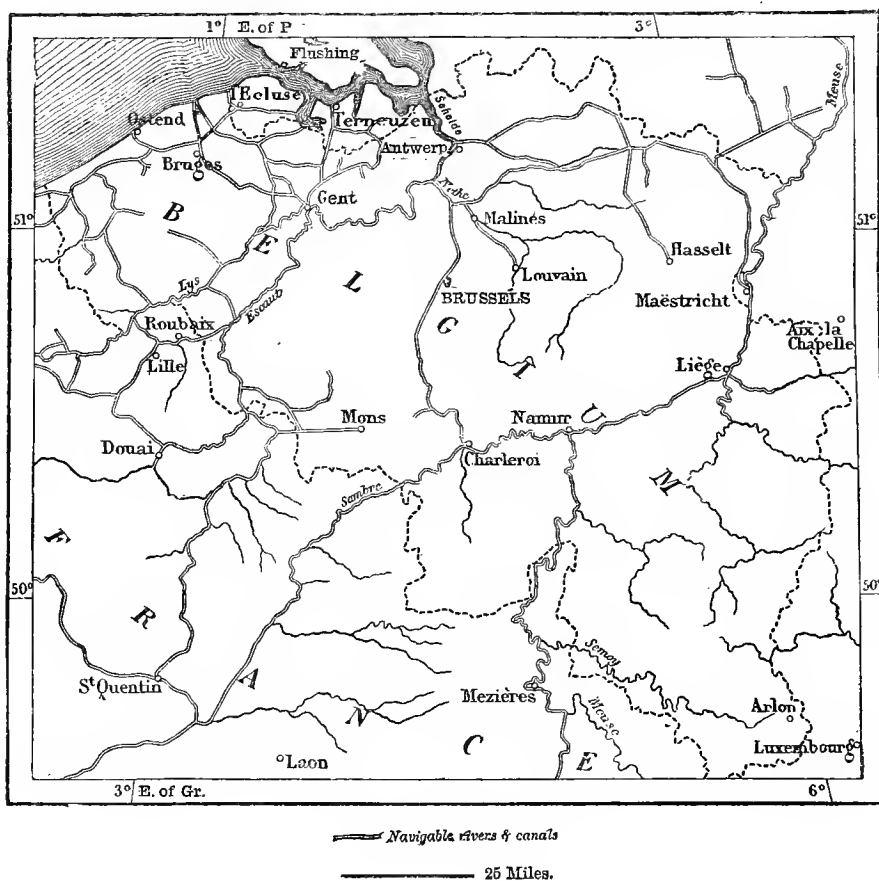 1° E. of P
3°
Flushing
l'Ecluse
Ostend
Terneuzen
Schelde
Meuse
Bruges
Antwerp
Nethe
Gent
51°
51°
B E L G I U M
Malines
Hasselt
Louvain
Lys
Escaut
BRUSSELS
Maëstricht
Roubaix
Aix la
Chapelle
Lille
Liège
Mons
Namur
Douai
Charleroi
Sambre
50°
50°
F R A N C E
Semoy
St Quentin
Mezières
Meuse
Arlon
Luxembourg
Laon
3° E. of Gr.
6°
Navigable rivers & canals
25 Miles.